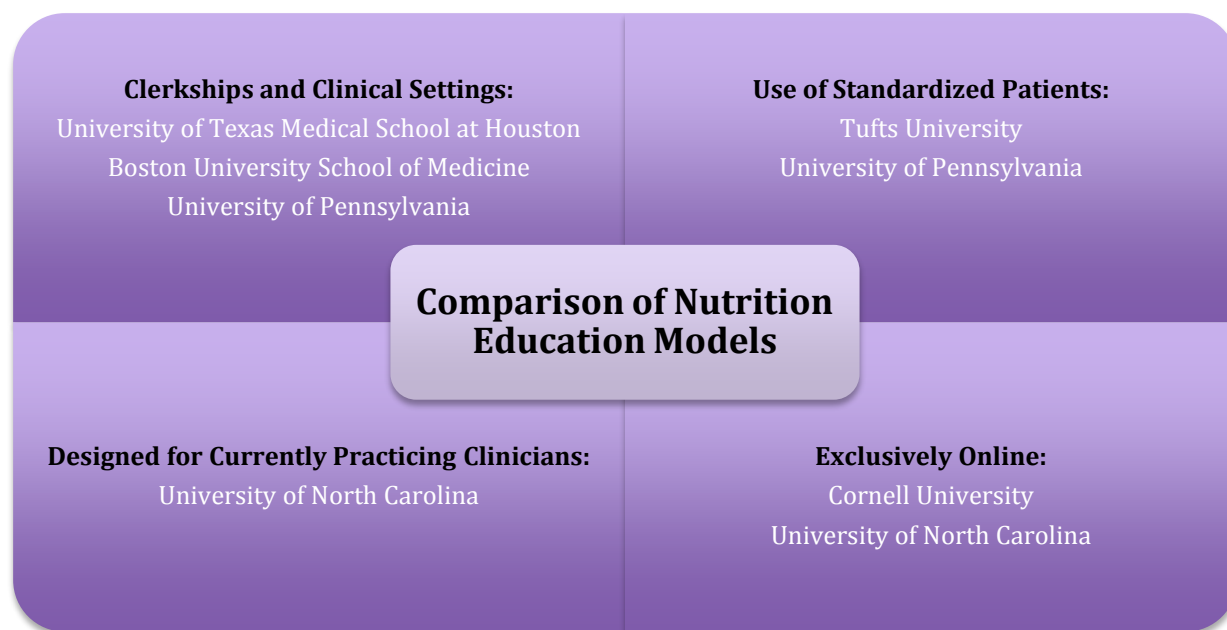 Clerkships and Clinical Settings:
University of Texas Medical School at Houston
Boston University School of Medicine
University of Pennsylvania
Use of Standardized Patients:
Tufts University
University of Pennsylvania
Comparison of Nutrition
Education Models
Designed for Currently Practicing Clinicians:
University of North Carolina
Exclusively Online:
Cornell University
University of North Carolina